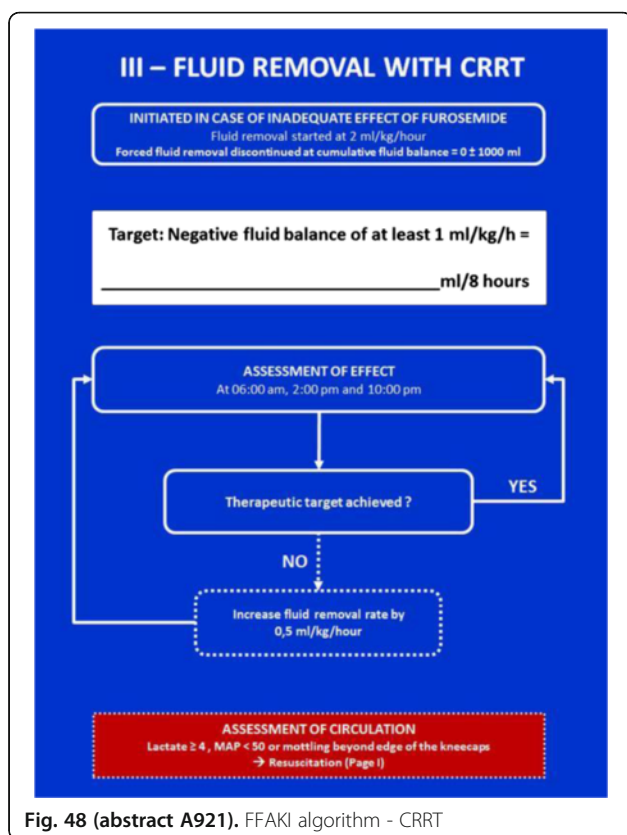 III – FLUID REMOVAL WITH CRRT
INITIATED IN CASE OF INADEQUATE EFFECT OF FUROSEMIDE
Fluid removal started at 2 ml/kg/hour
Forced fluid removal discontinued at cumulative fluid balance = 0 ± 1000 ml
Target: Negative fluid balance of at least 1 ml/kg/h =
________________________________________ml/8 hours
ASSESSMENT OF EFFECT
At 06:00 am, 2:00 pm and 10:00 pm
Therapeutic target achieved ?
YES
NO
Increase fluid removal rate by
0,5 ml/kg/hour
ASSESSMENT OF CIRCULATION
Lactate ≥ 4 , MAP < 50 or mottling beyond edge of the kneecaps
→ Resuscitation (Page I)
Fig. 48 (abstract A921). FFAKI algorithm - CRRT